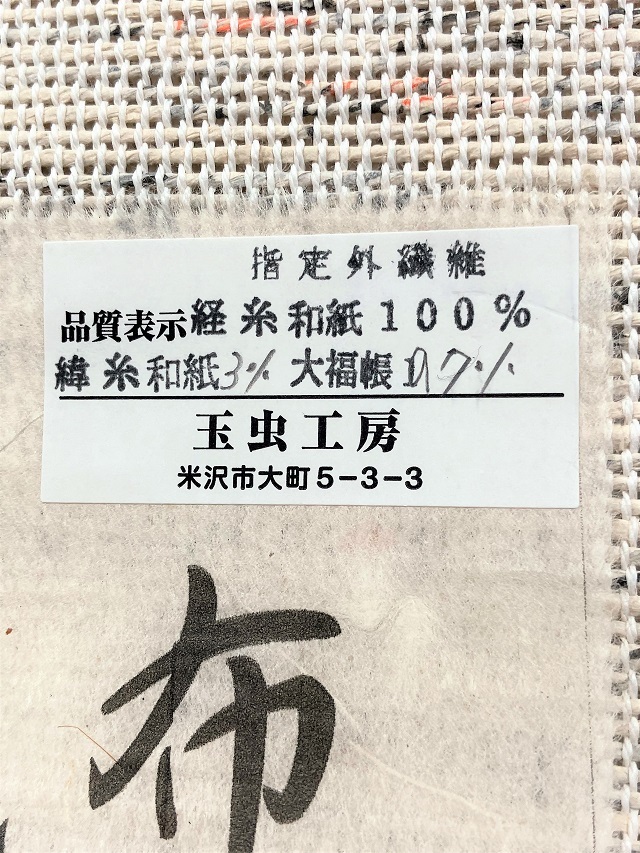 指定外繊維
品質表示 経糸和紙100%
緯糸和紙3% 大福帳97%
玉虫工房
米沢市大町5-3-3
布